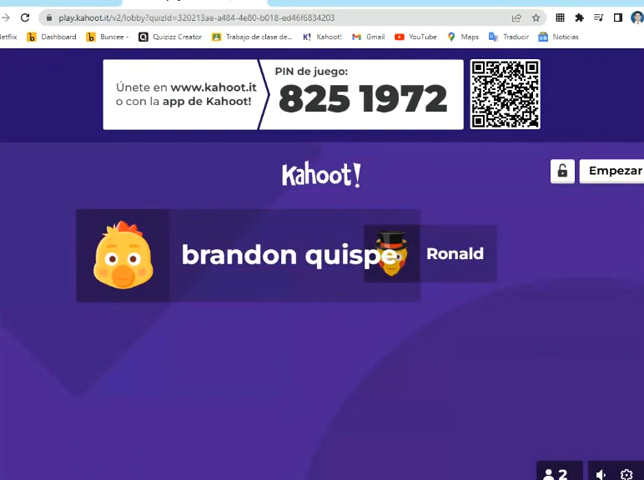 play.kahoot.it/v2/lobby?quizId=320213ae-a484-4e80-b018-ed46f6834203
etflix Dashboard Buncee - Quizizz Creator Trabajo de clase de... K! Kahoot! Gmail YouTube Maps Traducir Noticias
Únete en www.kahoot.it
o con la app de Kahoot!
PIN de juego:
825 1972
Kahoot!
Empezar
brandon quispe
Ronald
2